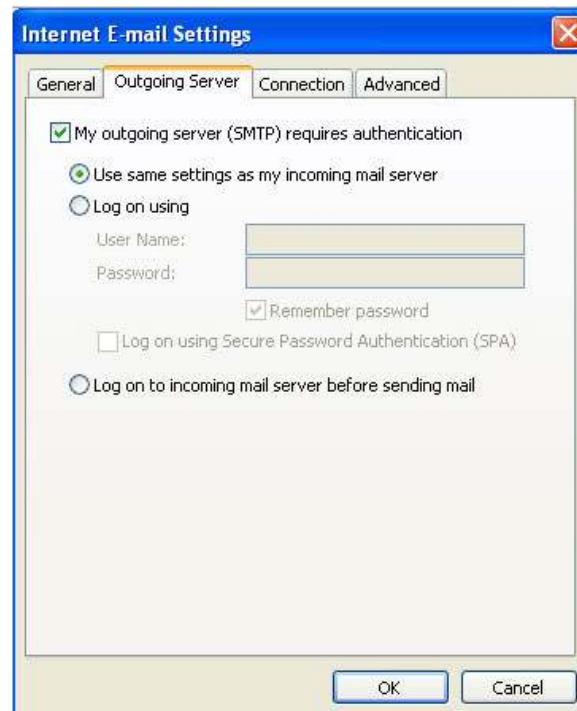 Internet E-mail Settings
General Outgoing Server Connection Advanced
My outgoing server (SMTP) requires authentication
Use same settings as my incoming mail server
Log on using
User Name:
Password:
Remember password
Log on using Secure Password Authentication (SPA)
Log on to incoming mail server before sending mail
OK Cancel